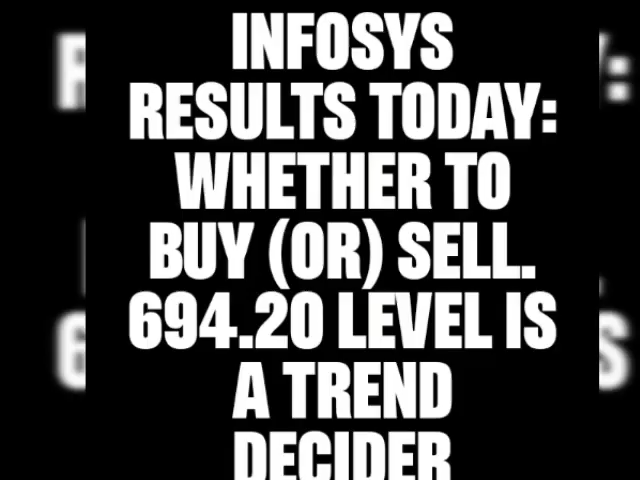 INFOSYS
RESULTS TODAY:
WHETHER TO
BUY (OR) SELL.
694.20 LEVEL IS
A TREND
DECIDER